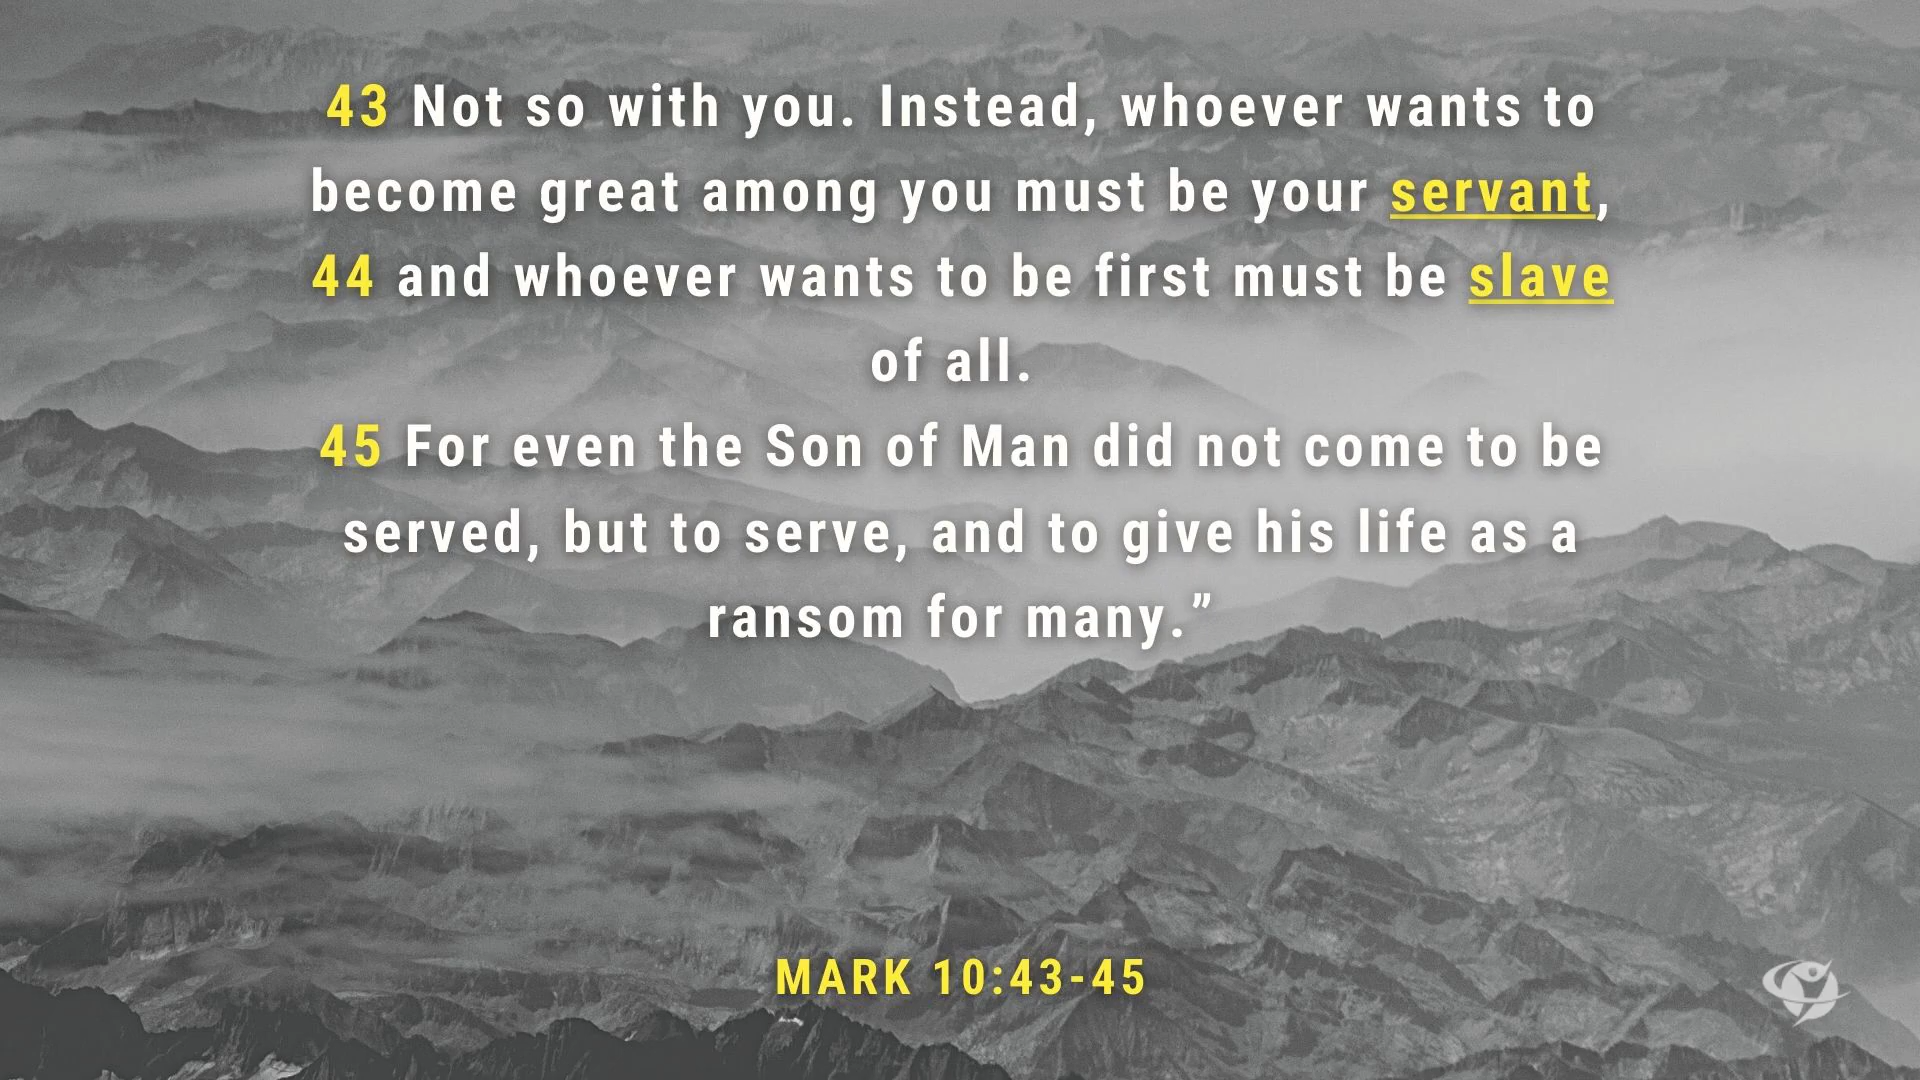 43 Not so with you. Instead, whoever wants to
become great among you must be your servant,
44 and whoever wants to be first must be slave
of all.
45 For even the Son of Man did not come to be
served, but to serve, and to give his life as a
ransom for many.”
MARK 10:43-45